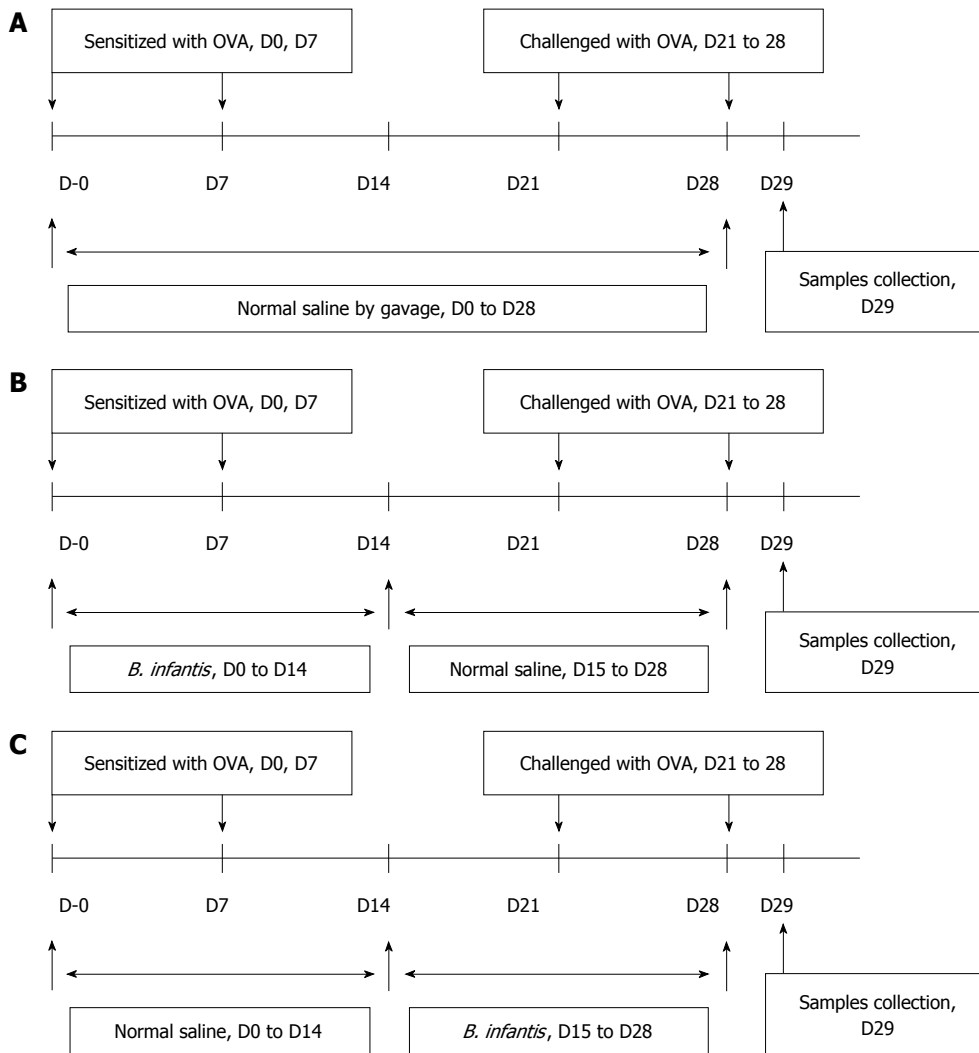 A
Sensitized with OVA, D0, D7
Challenged with OVA, D21 to 28
D-0 D7 D14 D21 D28 D29
Normal saline by gavage, D0 to D28
Samples collection,
D29
B
Sensitized with OVA, D0, D7
Challenged with OVA, D21 to 28
D-0 D7 D14 D21 D28 D29
B. infantis, D0 to D14
Normal saline, D15 to D28
Samples collection,
D29
C
Sensitized with OVA, D0, D7
Challenged with OVA, D21 to 28
D-0 D7 D14 D21 D28 D29
Normal saline, D0 to D14
B. infantis, D15 to D28
Samples collection,
D29